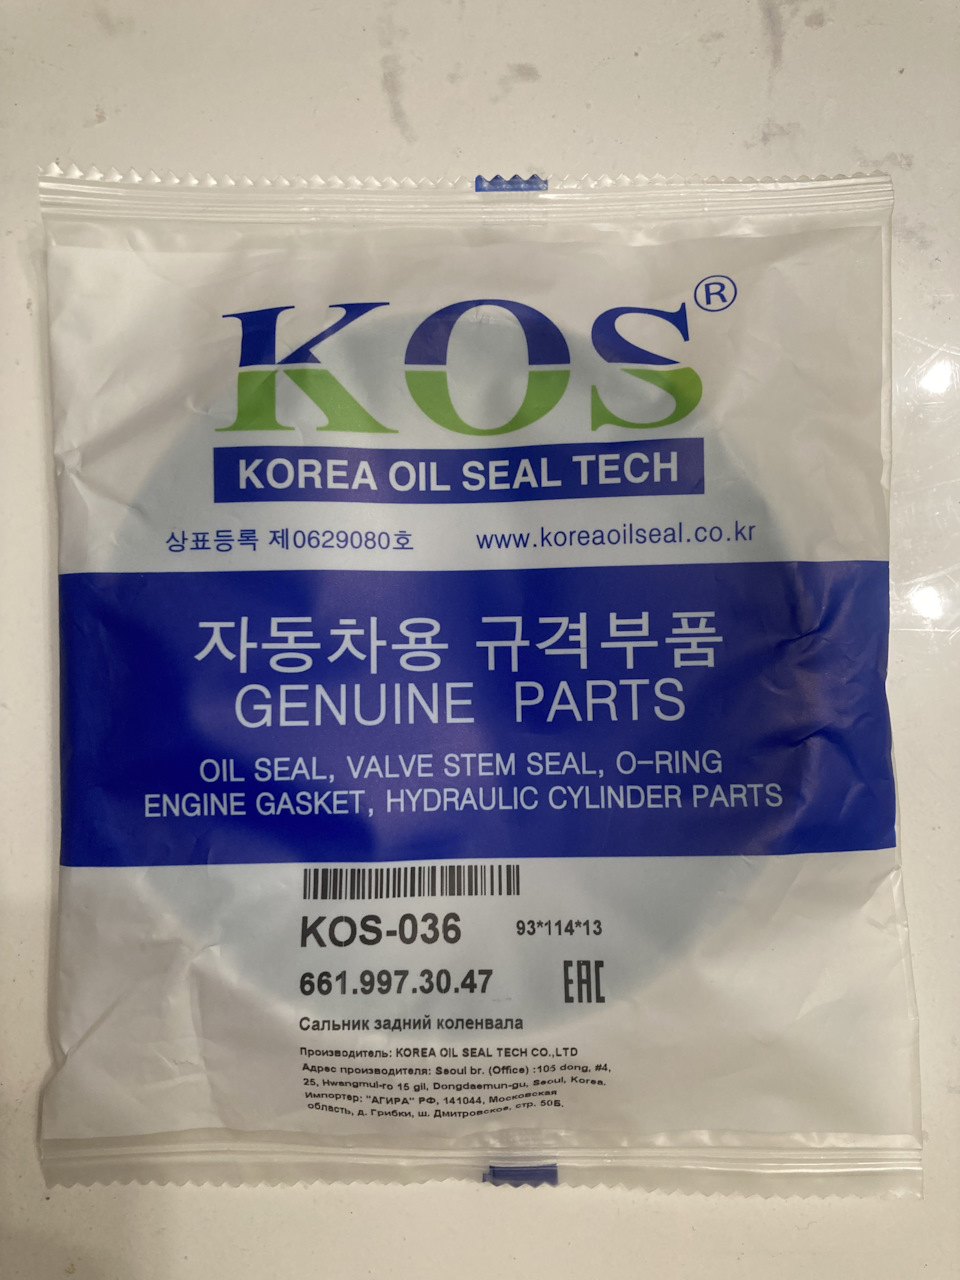 KOS®
KOREA OIL SEAL TECH
상표등록 제0629080호 www.koreaoilseal.co.kr
자동차용 규격부품
GENUINE PARTS
OIL SEAL, VALVE STEM SEAL, O-RING
ENGINE GASKET, HYDRAULIC CYLINDER PARTS
KOS-036 93*114*13
661.997.30.47 EAC
Сальник задний коленвала
Производитель: KOREA OIL SEAL TECH CO.,LTD
Адрес производителя: Seoul br. (Office) :105 dong, #4,
25, Hwangmul-ro 15 gil, Dongdaemun-gu, Seoul, Korea.
Импортер: "АГИРА" РФ, 141044, Московская
область, д. Грибки, ш. Дмитровское, стр. 50Б.